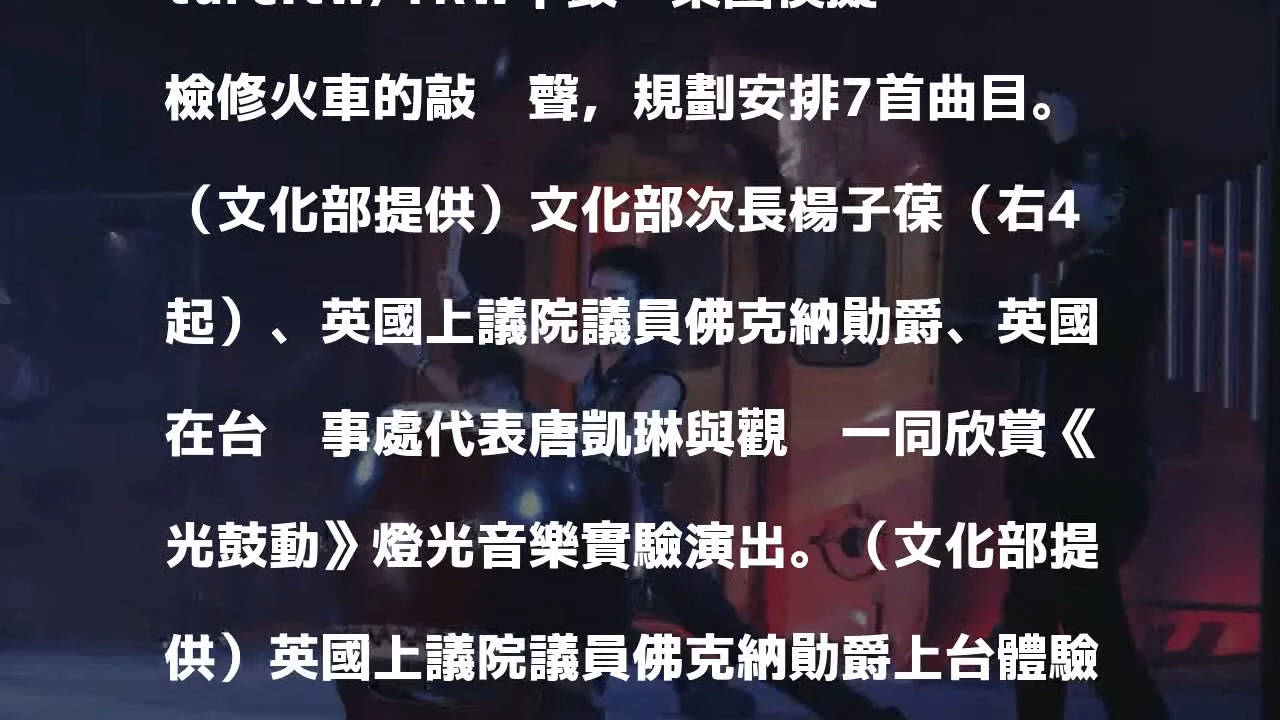 檢修火車的敲　聲，規劃安排7首曲目。
（文化部提供）文化部次長楊子葆（右4
起）、英國上議院議員佛克納勛爵、英國
在台　事處代表唐凱琳與觀　一同欣賞《
光鼓動》燈光音樂實驗演出。（文化部提
供）英國上議院議員佛克納勛爵上台體驗